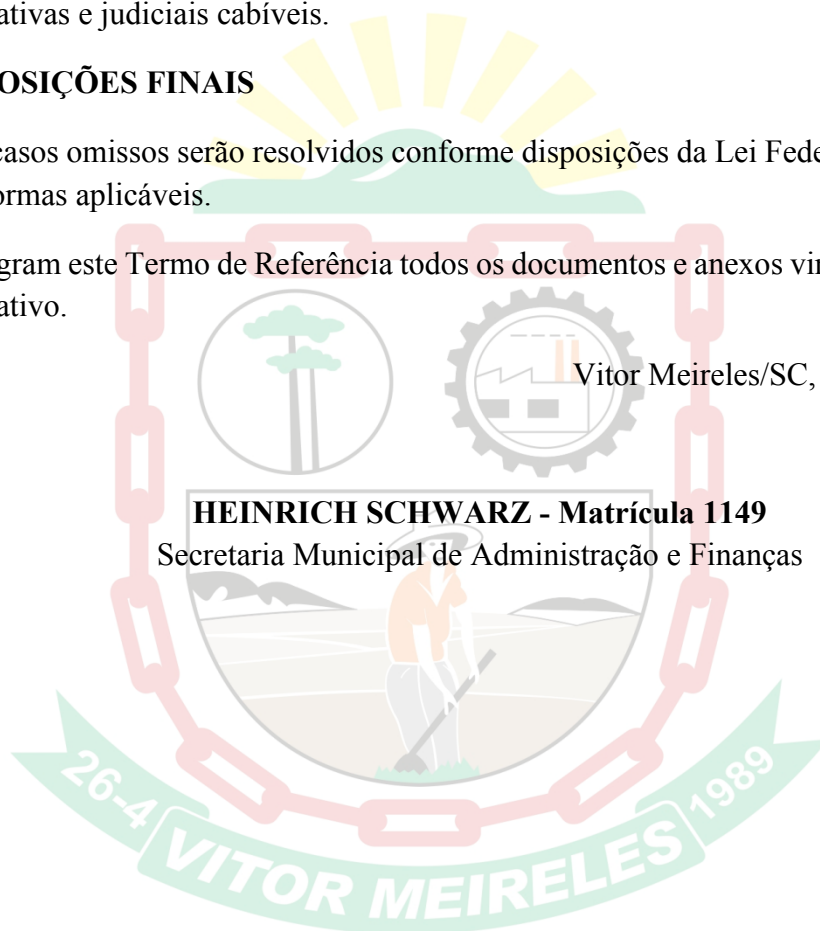 ativas e judiciais cabíveis.
OSIÇÕES FINAIS
casos omissos serão resolvidos conforme disposições da Lei Fede
ormas aplicáveis.
gram este Termo de Referência todos os documentos e anexos vin
ativo.
Vitor Meireles/SC,
HEINRICH SCHWARZ - Matrícula 1149
Secretaria Municipal de Administração e Finanças
26-4 VITOR MEIRELES 1989